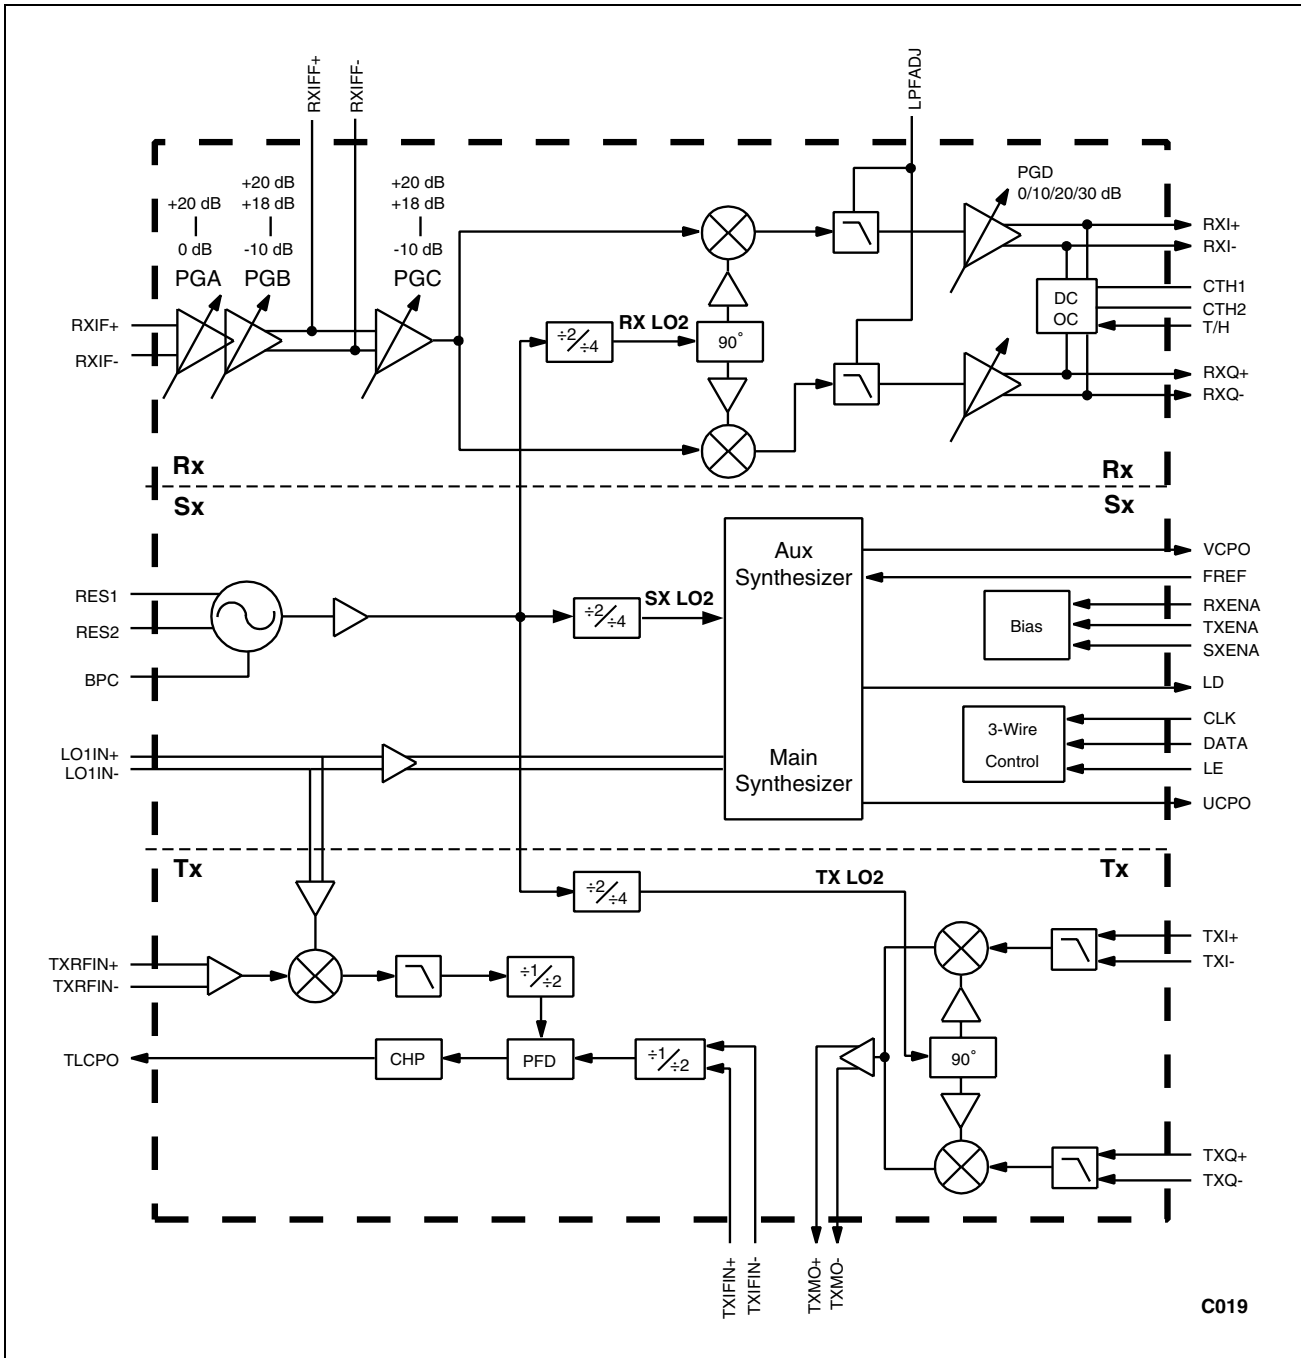 RXIFF+
RXIFF-
LPFADJ
+20 dB
0 dB
PGA
+20 dB
+18 dB
-10 dB
PGB
+20 dB
+18 dB
-10 dB
PGC
PGD
0/10/20/30 dB
RXIF+
RXIF-
÷2/÷4
RX LO2
90°
DC
OC
RXI+
RXI-
CTH1
CTH2
T/H
RXQ+
RXQ-
Rx
Rx
Sx
Sx
RES1
RES2
BPC
÷2/÷4
SX LO2
Aux
Synthesizer
Main
Synthesizer
LO1IN+
LO1IN-
Bias
3-Wire
Control
VCPO
FREF
RXENA
TXENA
SXENA
LD
CLK
DATA
LE
UCPO
Tx
Tx
÷2/÷4
TX LO2
TXRFIN+
TXRFIN-
÷1/÷2
TLCPO
CHP
PFD
÷1/÷2
90°
TXI+
TXI-
TXQ+
TXQ-
TXIFIN+
TXIFIN-
TXMO+
TXMO-
C019